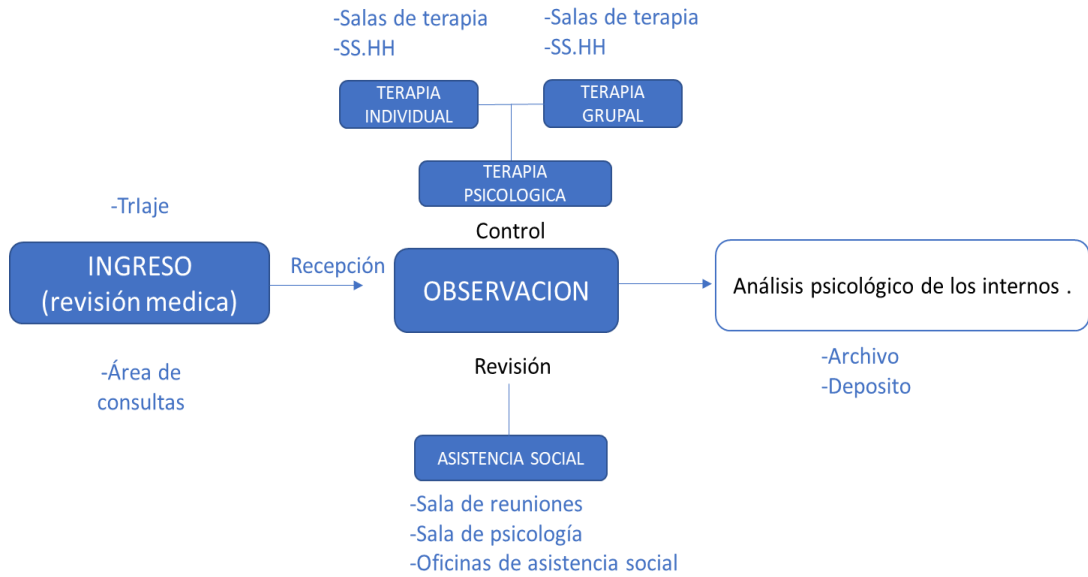 -Salas de terapia
-SS.HH
-Salas de terapia
-SS.HH
TERAPIA
INDIVIDUAL
TERAPIA
GRUPAL
TERAPIA
PSICOLOGICA
-TrIaje
Control
INGRESO
(revisión medica)
Recepción
OBSERVACION
Análisis psicológico de los internos .
-Área de
consultas
Revisión
-Archivo
-Deposito
ASISTENCIA SOCIAL
-Sala de reuniones
-Sala de psicología
-Oficinas de asistencia social